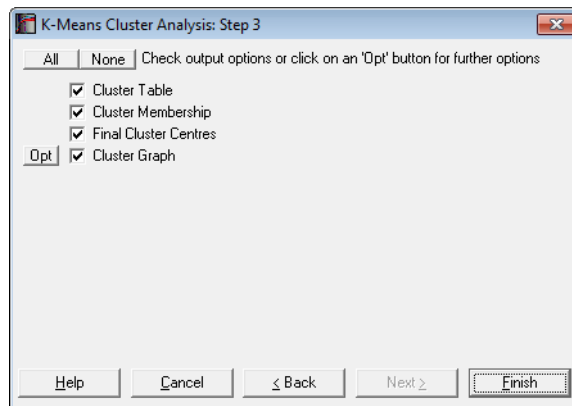 K-Means Cluster Analysis: Step 3
All None Check output options or click on an 'Opt' button for further options
Cluster Table
Cluster Membership
Final Cluster Centres
Opt Cluster Graph
Help Cancel < Back Next > Finish